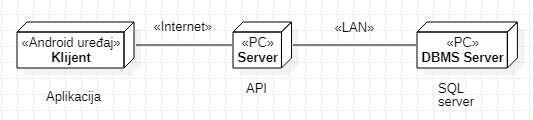 «Internet»
«LAN»
«Android uređaj»
Klijent
«PC»
Server
«PC»
DBMS Server
Aplikacija
API
SQL
server